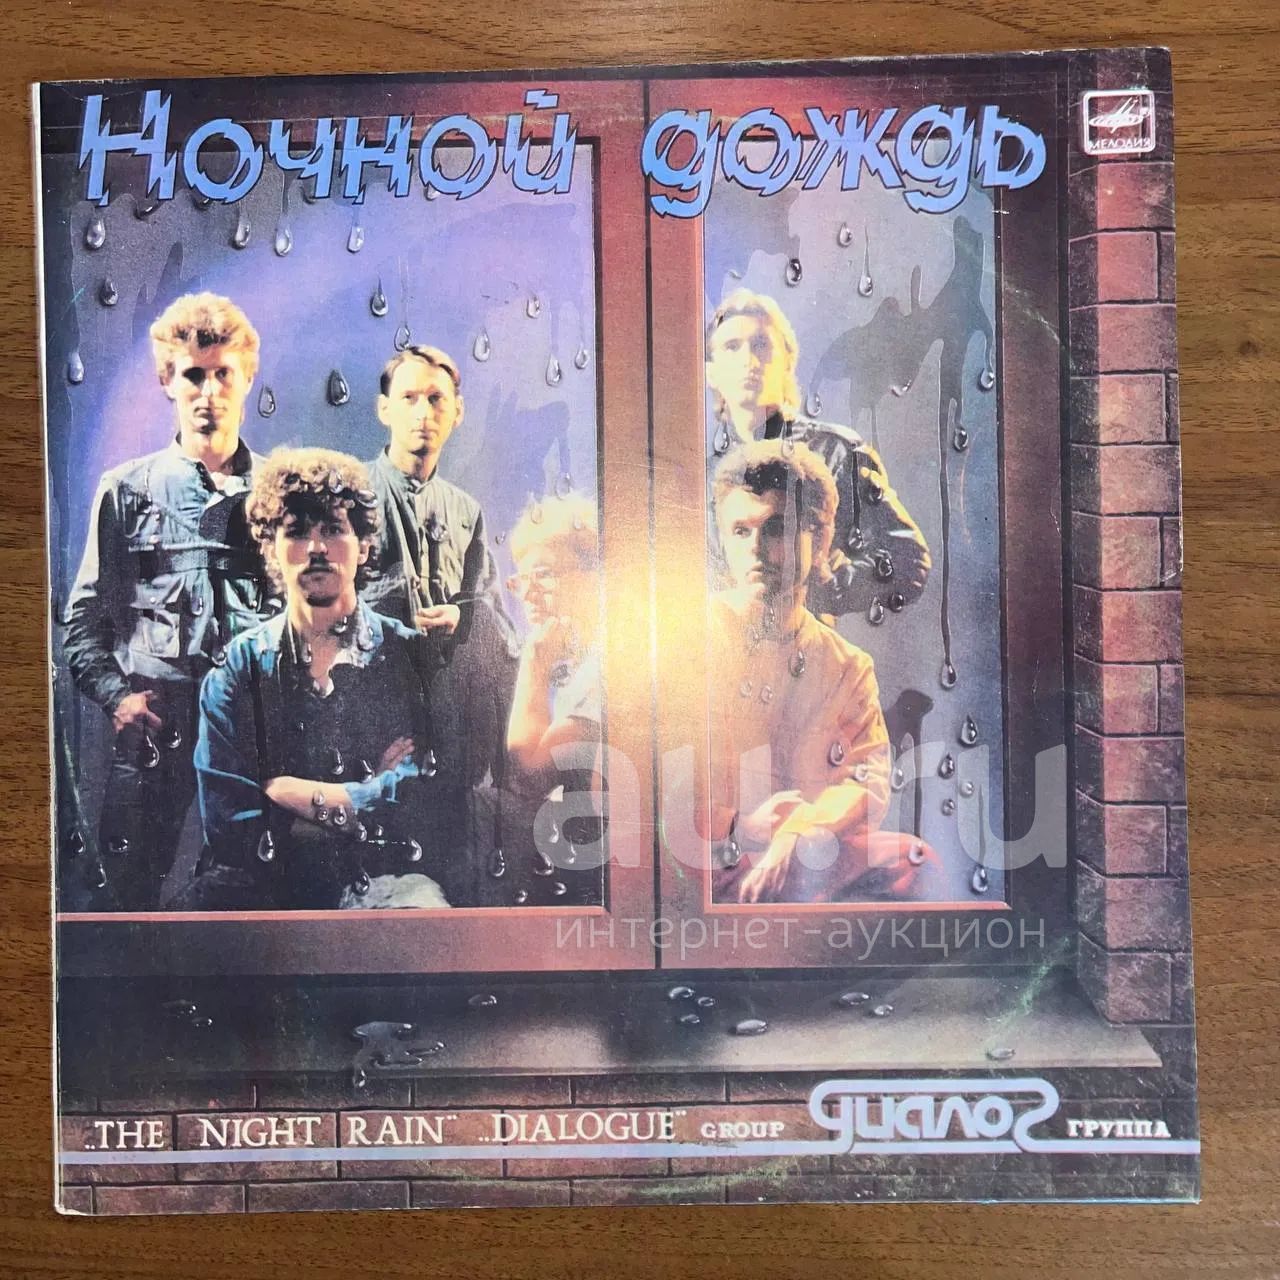 Ночной дождь
МЕЛОДИЯ
au.ru
интернет-аукцион
„THE NIGHT RAIN" „DIALOGUE" GROUP диалог ГРУППА